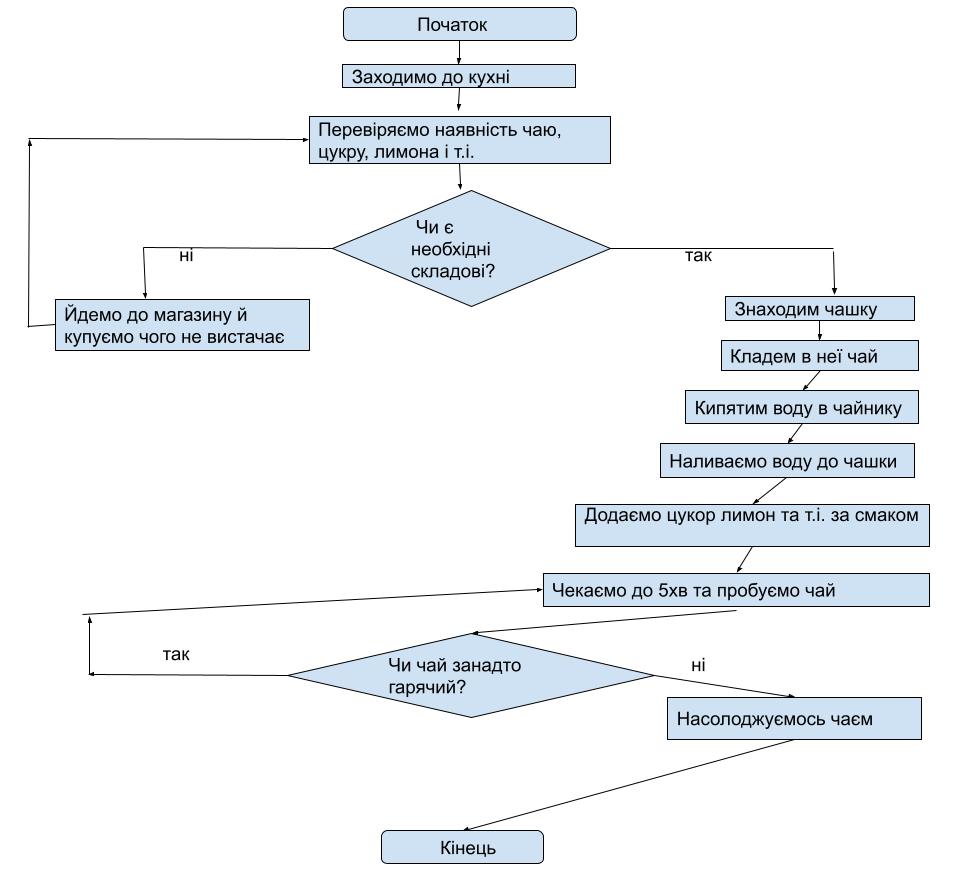 Початок
Заходимо до кухні
Перевіряємо наявність чаю,
цукру, лимона і т.і.
Чи є
необхідні
складові?
ні
так
Йдемо до магазину й
купуємо чого не вистачає
Знаходим чашку
Кладем в неї чай
Кипятим воду в чайнику
Наливаємо воду до чашки
Додаємо цукор лимон та т.і. за смаком
Чекаємо до 5хв та пробуємо чай
так
Чи чай занадто
гарячий?
ні
Насолоджуємось чаєм
Кінець